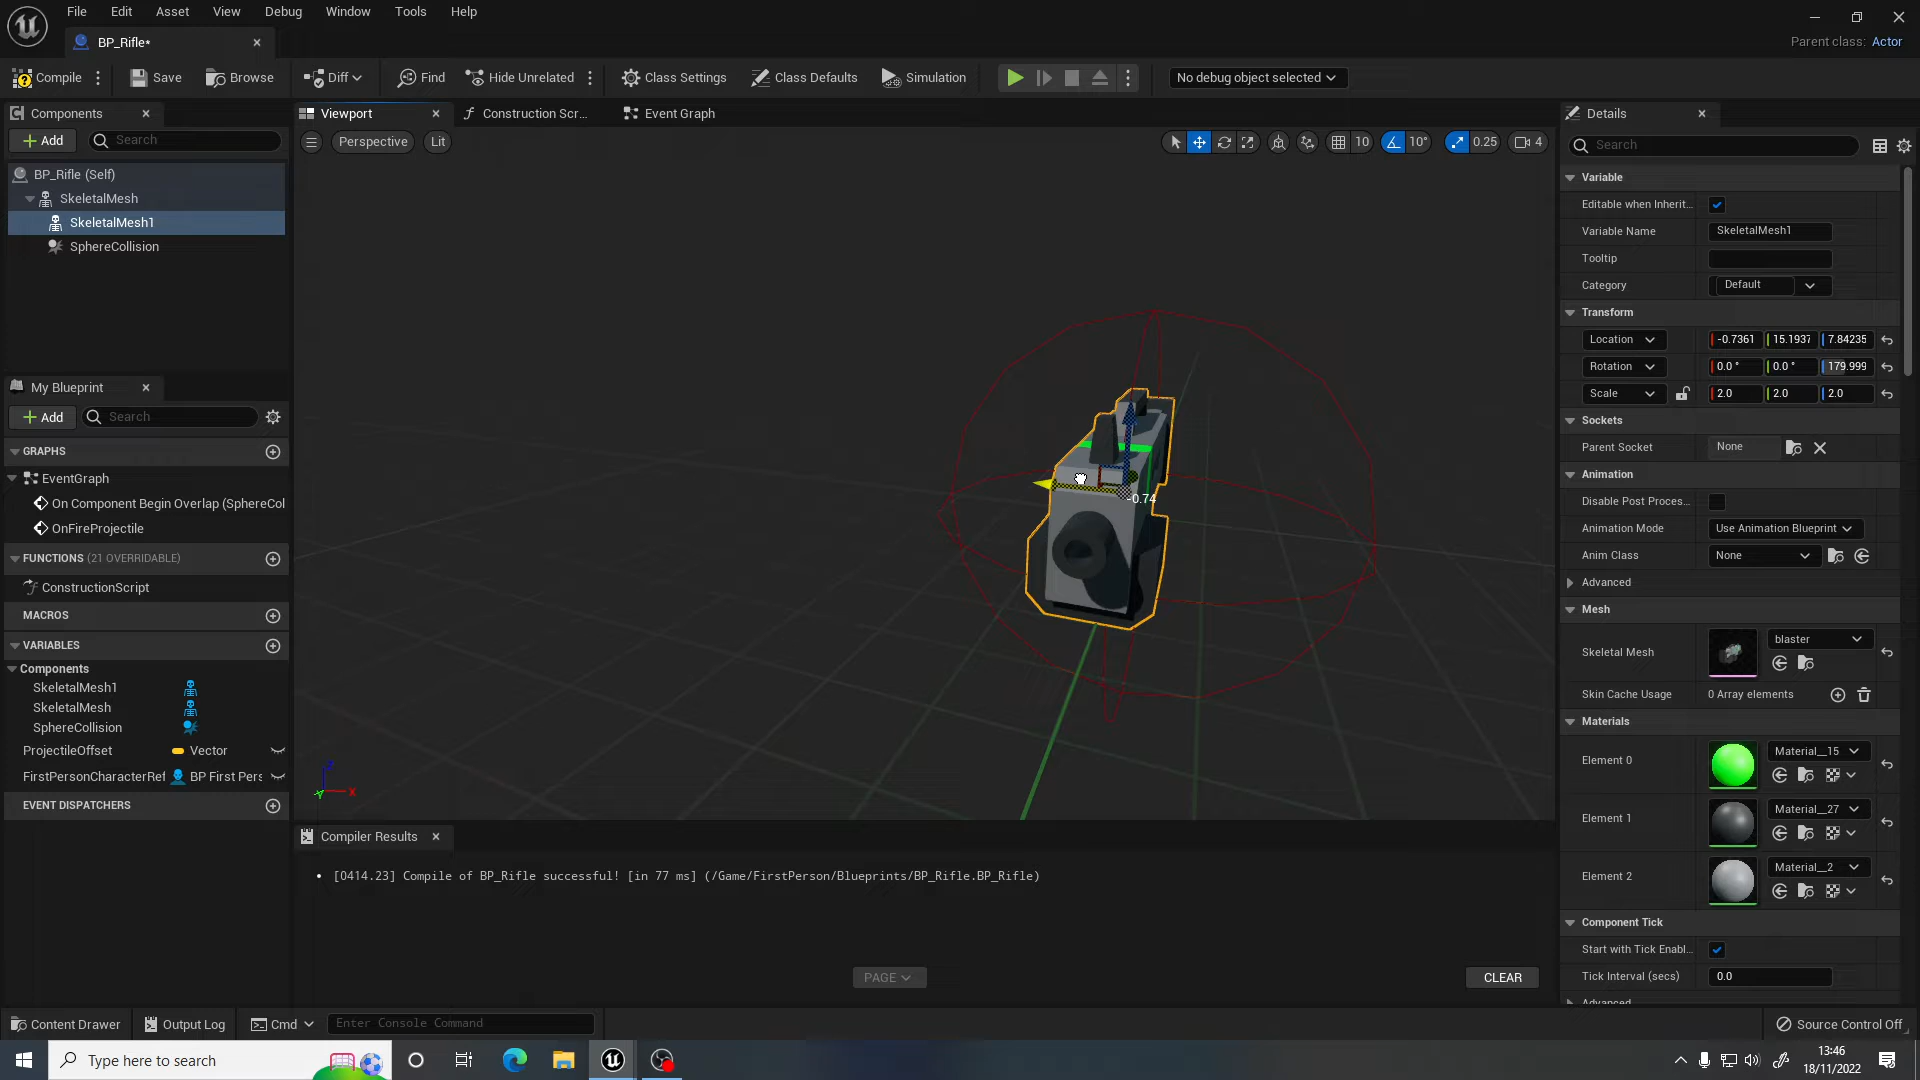 File Edit Asset View Debug Window Tools Help
BP_Rifle*
Parent class: Actor
Compile Save Browse Diff Find Hide Unrelated Class Settings Class Defaults Simulation No debug object selected
Components
Add Search
BP_Rifle (Self)
SkeletalMesh
SkeletalMesh1
SphereCollision
My Blueprint
Add Search
GRAPHS
EventGraph
On Component Begin Overlap (SphereCol
OnFireProjectile
FUNCTIONS (21 OVERRIDABLE)
ConstructionScript
MACROS
VARIABLES
Components
SkeletalMesh1
SkeletalMesh
SphereCollision
ProjectileOffset Vector
FirstPersonCharacterRef BP First Pers
EVENT DISPATCHERS
Viewport Construction Scr... Event Graph
Perspective Lit 10 10° 0.25 4
-0.74
Z
X
Y
Compiler Results
[0414.23] Compile of BP_Rifle successful! [in 77 ms] (/Game/FirstPerson/Blueprints/BP_Rifle.BP_Rifle)
PAGE CLEAR
Details
Search
Variable
Editable when Inherit...
Variable Name SkeletalMesh1
Tooltip
Category Default
Transform
Location -0.7361 15.1937 7.84235
Rotation 0.0 ° 0.0 ° 179.999
Scale 2.0 2.0 2.0
Sockets
Parent Socket None
Animation
Disable Post Proces...
Animation Mode Use Animation Blueprint
Anim Class None
Advanced
Mesh
Skeletal Mesh blaster
Skin Cache Usage 0 Array elements
Materials
Element 0 Material__15
Element 1 Material__27
Element 2 Material__2
Component Tick
Start with Tick Enabl...
Tick Interval (secs) 0.0
Advanced
Content Drawer Output Log Cmd Enter Console Command Source Control Off
Type here to search
13:46
18/11/2022